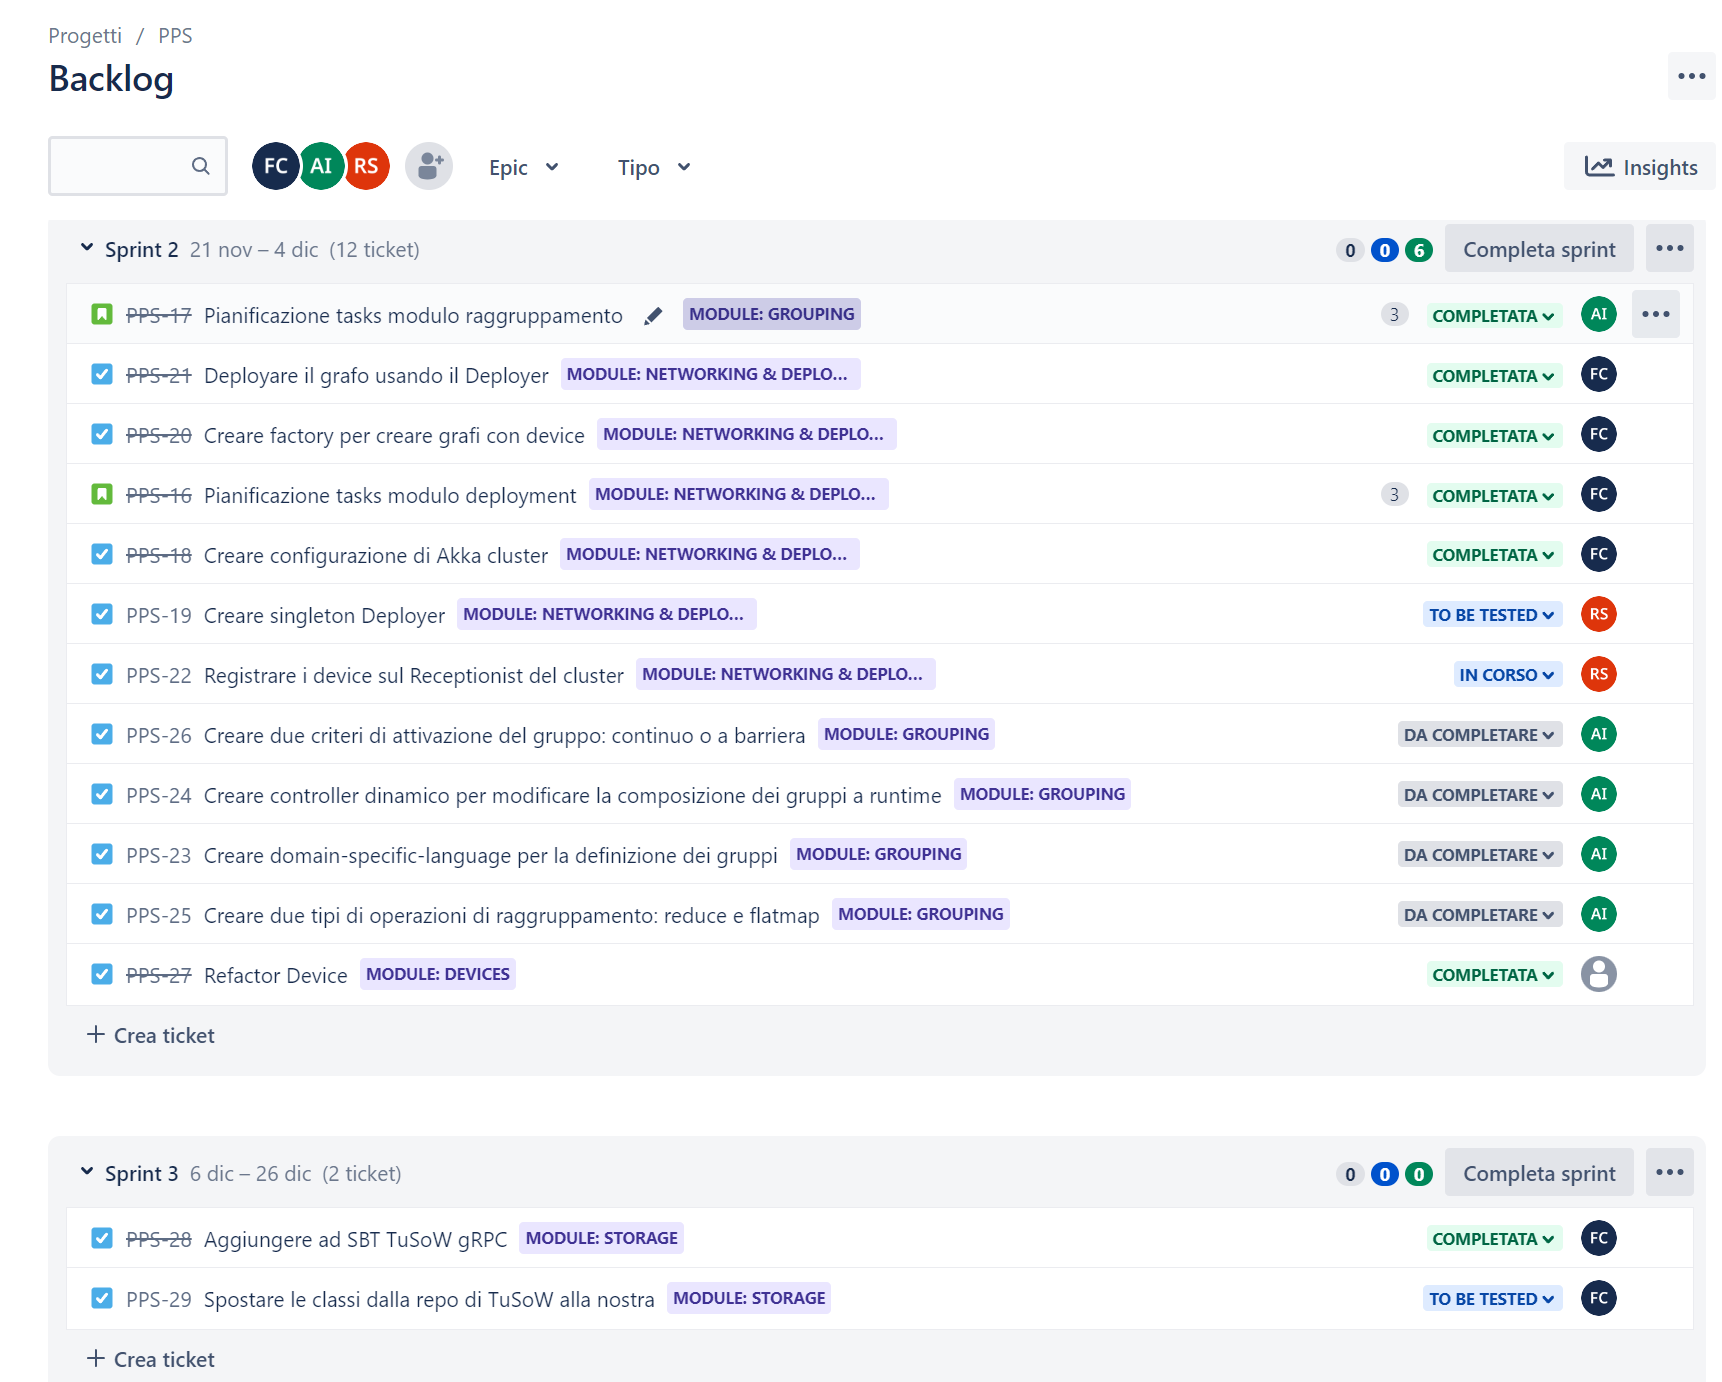 Progetti / PPS
Backlog
FC AI RS Epic Tipo Insights
Sprint 2 21 nov – 4 dic (12 ticket) 0 0 6 Completa sprint
PPS-17 Pianificazione tasks modulo raggruppamento MODULE: GROUPING 3 COMPLETATA AI
PPS-21 Deployare il grafo usando il Deployer MODULE: NETWORKING & DEPLO... COMPLETATA FC
PPS-20 Creare factory per creare grafi con device MODULE: NETWORKING & DEPLO... COMPLETATA FC
PPS-16 Pianificazione tasks modulo deployment MODULE: NETWORKING & DEPLO... 3 COMPLETATA FC
PPS-18 Creare configurazione di Akka cluster MODULE: NETWORKING & DEPLO... COMPLETATA FC
PPS-19 Creare singleton Deployer MODULE: NETWORKING & DEPLO... TO BE TESTED RS
PPS-22 Registrare i device sul Receptionist del cluster MODULE: NETWORKING & DEPLO... IN CORSO RS
PPS-26 Creare due criteri di attivazione del gruppo: continuo o a barriera MODULE: GROUPING DA COMPLETARE AI
PPS-24 Creare controller dinamico per modificare la composizione dei gruppi a runtime MODULE: GROUPING DA COMPLETARE AI
PPS-23 Creare domain-specific-language per la definizione dei gruppi MODULE: GROUPING DA COMPLETARE AI
PPS-25 Creare due tipi di operazioni di raggruppamento: reduce e flatmap MODULE: GROUPING DA COMPLETARE AI
PPS-27 Refactor Device MODULE: DEVICES COMPLETATA
+ Crea ticket
Sprint 3 6 dic – 26 dic (2 ticket) 0 0 0 Completa sprint
PPS-28 Aggiungere ad SBT TuSoW gRPC MODULE: STORAGE COMPLETATA FC
PPS-29 Spostare le classi dalla repo di TuSoW alla nostra MODULE: STORAGE TO BE TESTED FC
+ Crea ticket